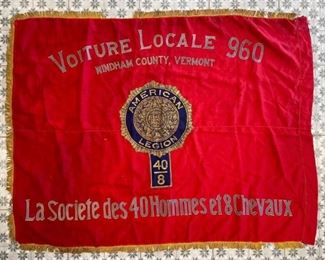 Voiture Locale 960
Windham County, Vermont
AMERICAN
LEGION
40
8
La Societe des 40 Hommes et 8 Chevaux